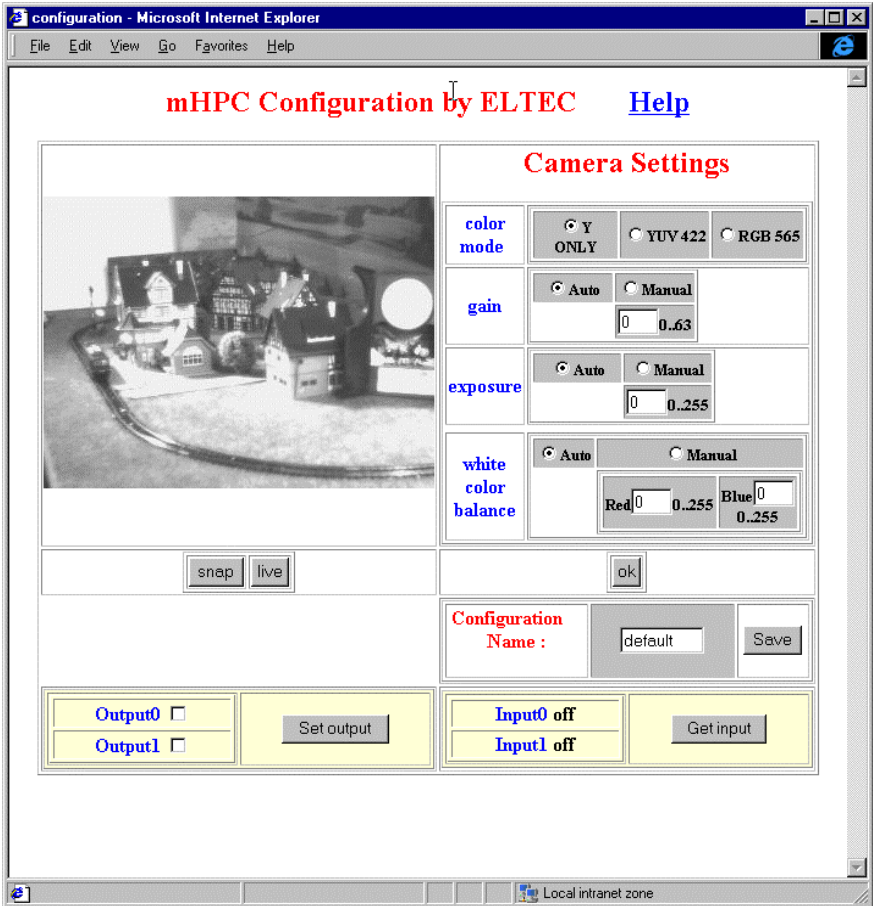 configuration - Microsoft Internet Explorer
File Edit View Go Favorites Help
mHPC Configuration by ELTEC Help
Camera Settings
color mode
Y ONLY
YUV 422
RGB 565
gain
Auto
Manual
0 0..63
exposure
Auto
Manual
0 0..255
white color balance
Auto
Manual
Red 0 0..255
Blue 0 0..255
snap live
ok
Configuration Name :
default
Save
Output0
Output1
Set output
Input0 off
Input1 off
Get input
Local intranet zone